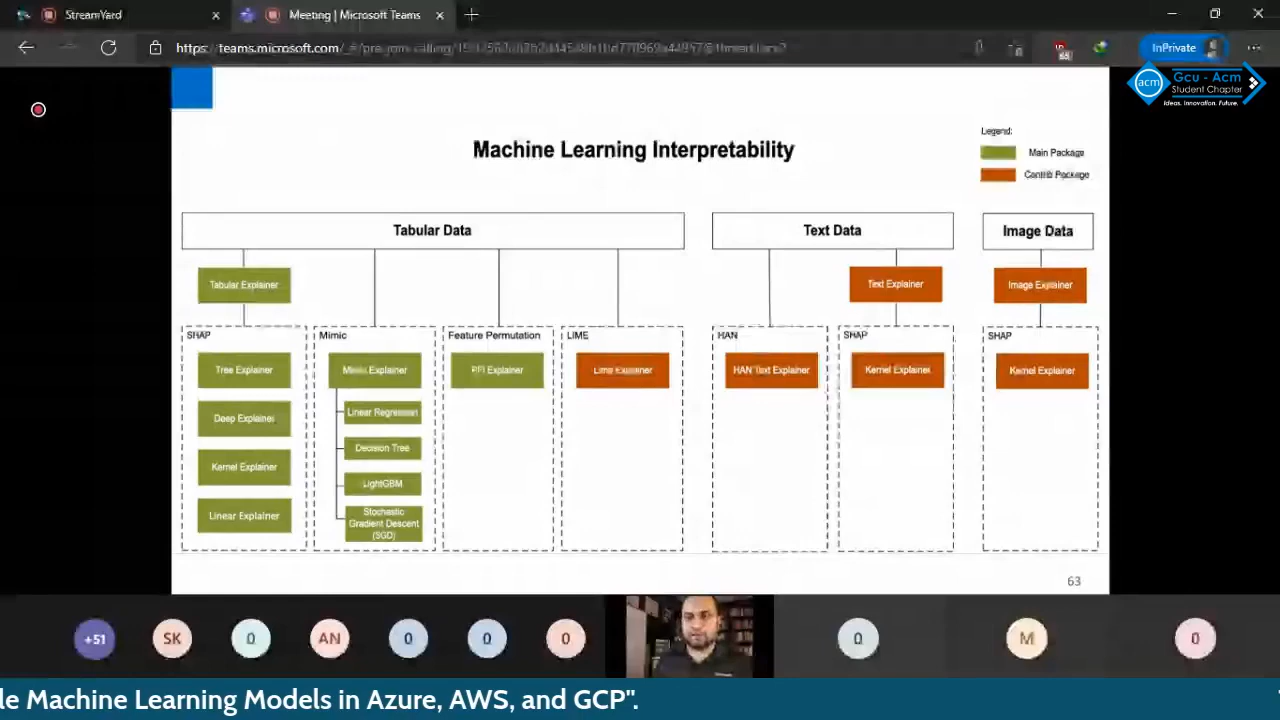 StreamYard
Meeting | Microsoft Teams
https://teams.microsoft.com
InPrivate
acm
Gcu - Acm
Student Chapter
Ideas. Innovation. Future.
Machine Learning Interpretability
Legend:
Main Package
Contrib Package
Tabular Data
Text Data
Image Data
Tabular Explainer
Text Explainer
Image Explainer
SHAP
Mimic
Feature Permutation
LIME
HAN
SHAP
SHAP
Tree Explainer
Mimic Explainer
PFI Explainer
Lime Explainer
HAN Text Explainer
Kernel Explainer
Kernel Explainer
Linear Regression
Deep Explainer
Decision Tree
Kernel Explainer
LightGBM
Linear Explainer
Stochastic
Gradient Descent
(SGD)
63
+51
SK
0
AN
0
0
0
0
M
0
le Machine Learning Models in Azure, AWS, and GCP".